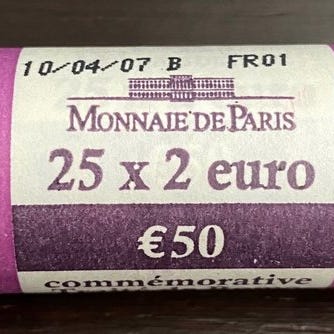 10/04/07 B FR01
MONNAIE DE PARIS
25 x 2 euro
€50
commémorative